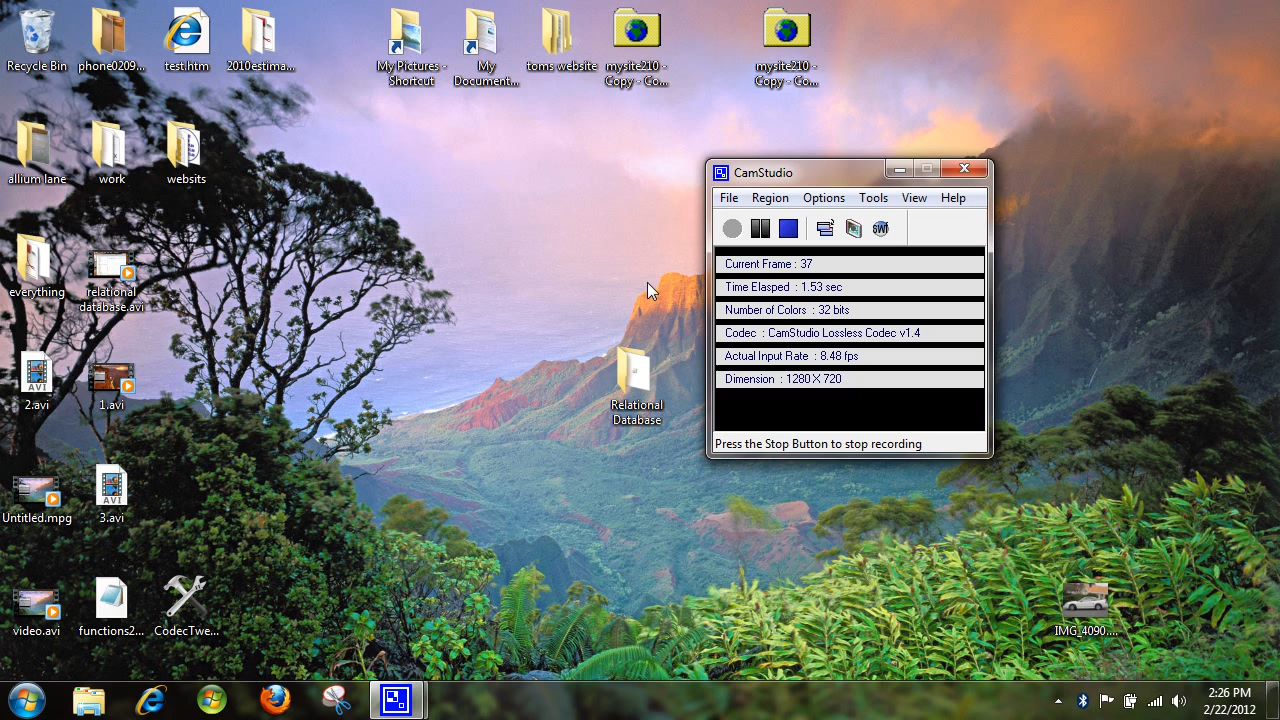 Recycle Bin
phone0209...
test.htm
2010estima...
My Pictures -
Shortcut
My
Document...
toms website
mysite210 -
Copy - Co...
mysite210 -
Copy - Co...
allium lane
work
websits
everything
relational
database.avi
2.avi
AVI
1.avi
Untitled.mpg
3.avi
AVI
video.avi
functions2...
CodecTwe...
Relational
Database
IMG_4090....
CamStudio
File Region Options Tools View Help
SWF
Current Frame : 37
Time Elasped : 1.53 sec
Number of Colors : 32 bits
Codec : CamStudio Lossless Codec v1.4
Actual Input Rate : 8.48 fps
Dimension : 1280 X 720
Press the Stop Button to stop recording
2:26 PM
2/22/2012